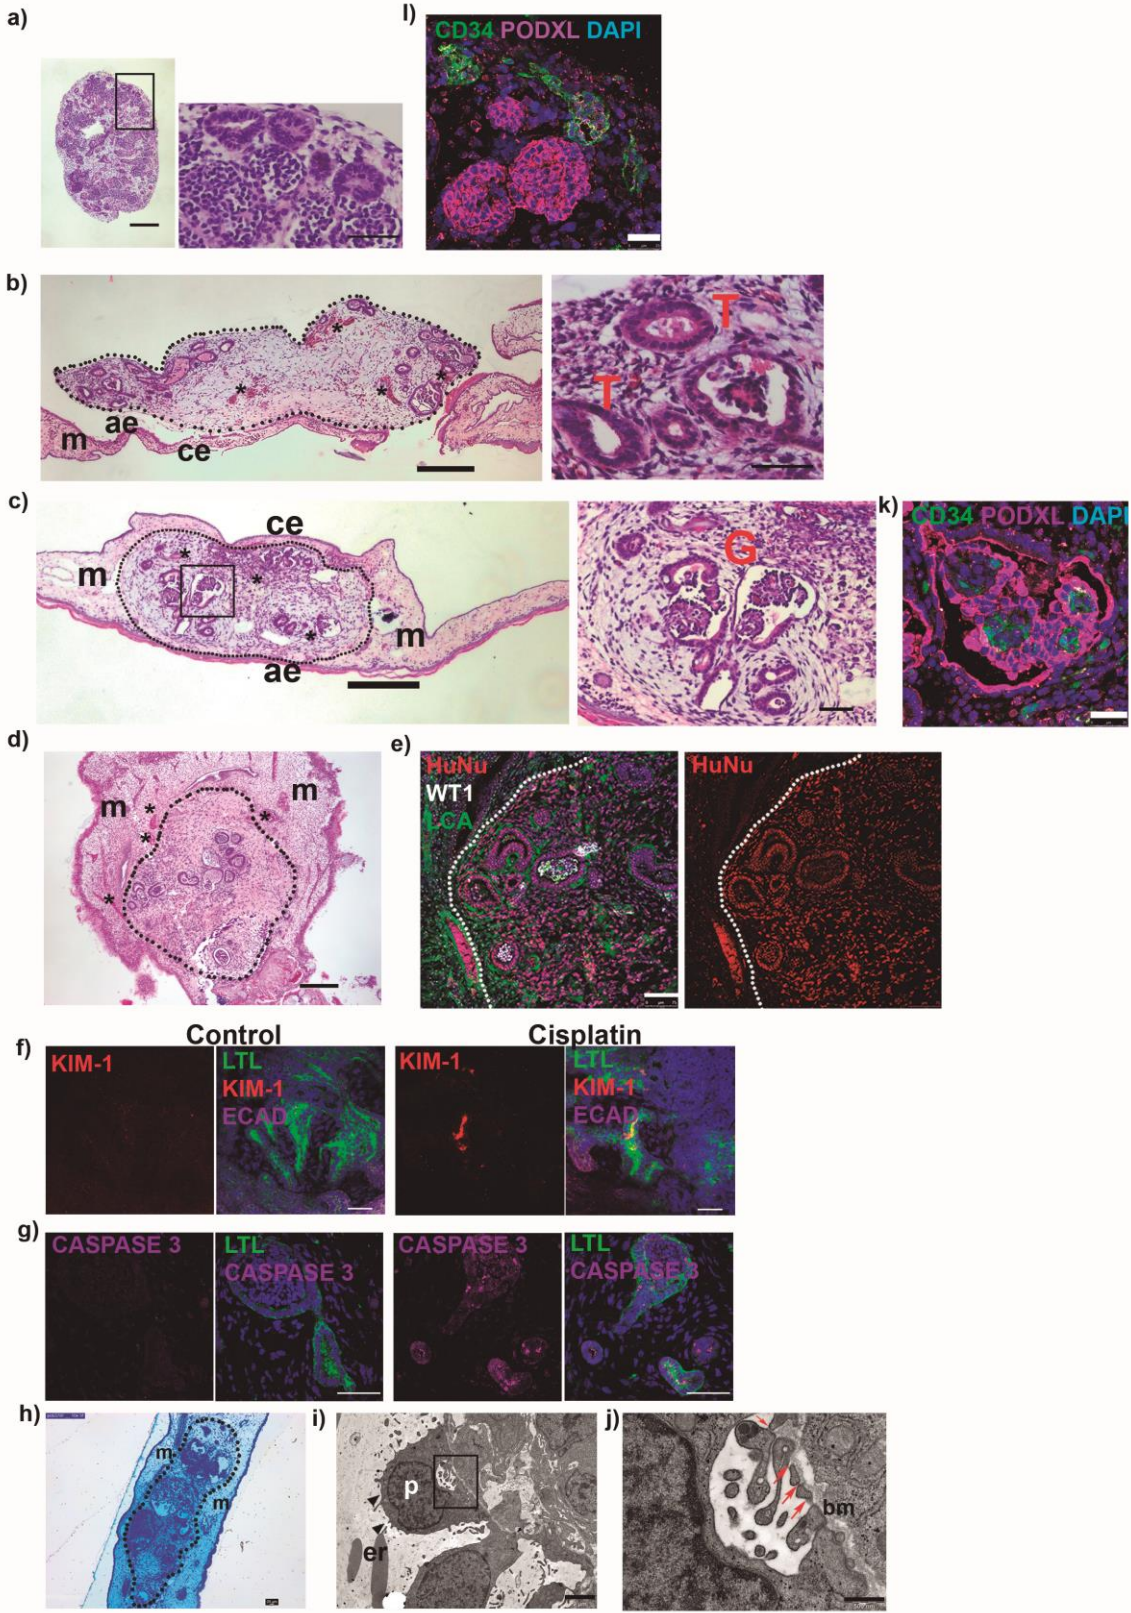 a)
l)
CD34 PODXL DAPI
b)
*
*
*
*
ae
m
ce
T
T
c)
ce
*
*
*
m
m
ae
G
k)
CD34 PODXL DAPI
d)
m
m
*
*
*
*
e)
HuNu
WT1
LCA
HuNu
Control
Cisplatin
f)
KIM-1
LTL
KIM-1
ECAD
KIM-1
LTL
KIM-1
ECAD
g)
CASPASE 3
LTL
CASPASE 3
CASPASE 3
LTL
CASPASE 3
h)
m
m
i)
p
er
j)
bm